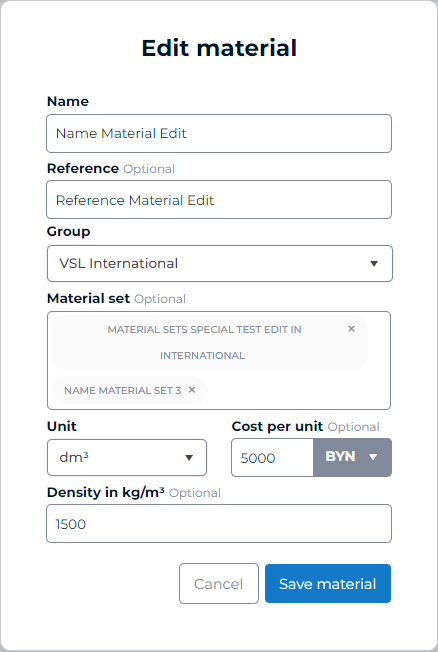 Edit material
Name
Name Material Edit
Reference Optional
Reference Material Edit
Group
VSL International
Material set Optional
MATERIAL SETS SPECIAL TEST EDIT IN ×
INTERNATIONAL
NAME MATERIAL SET 3 ×
Unit Cost per unit Optional
dm³ 5000 BYN
Density in kg/m³ Optional
1500
Cancel Save material